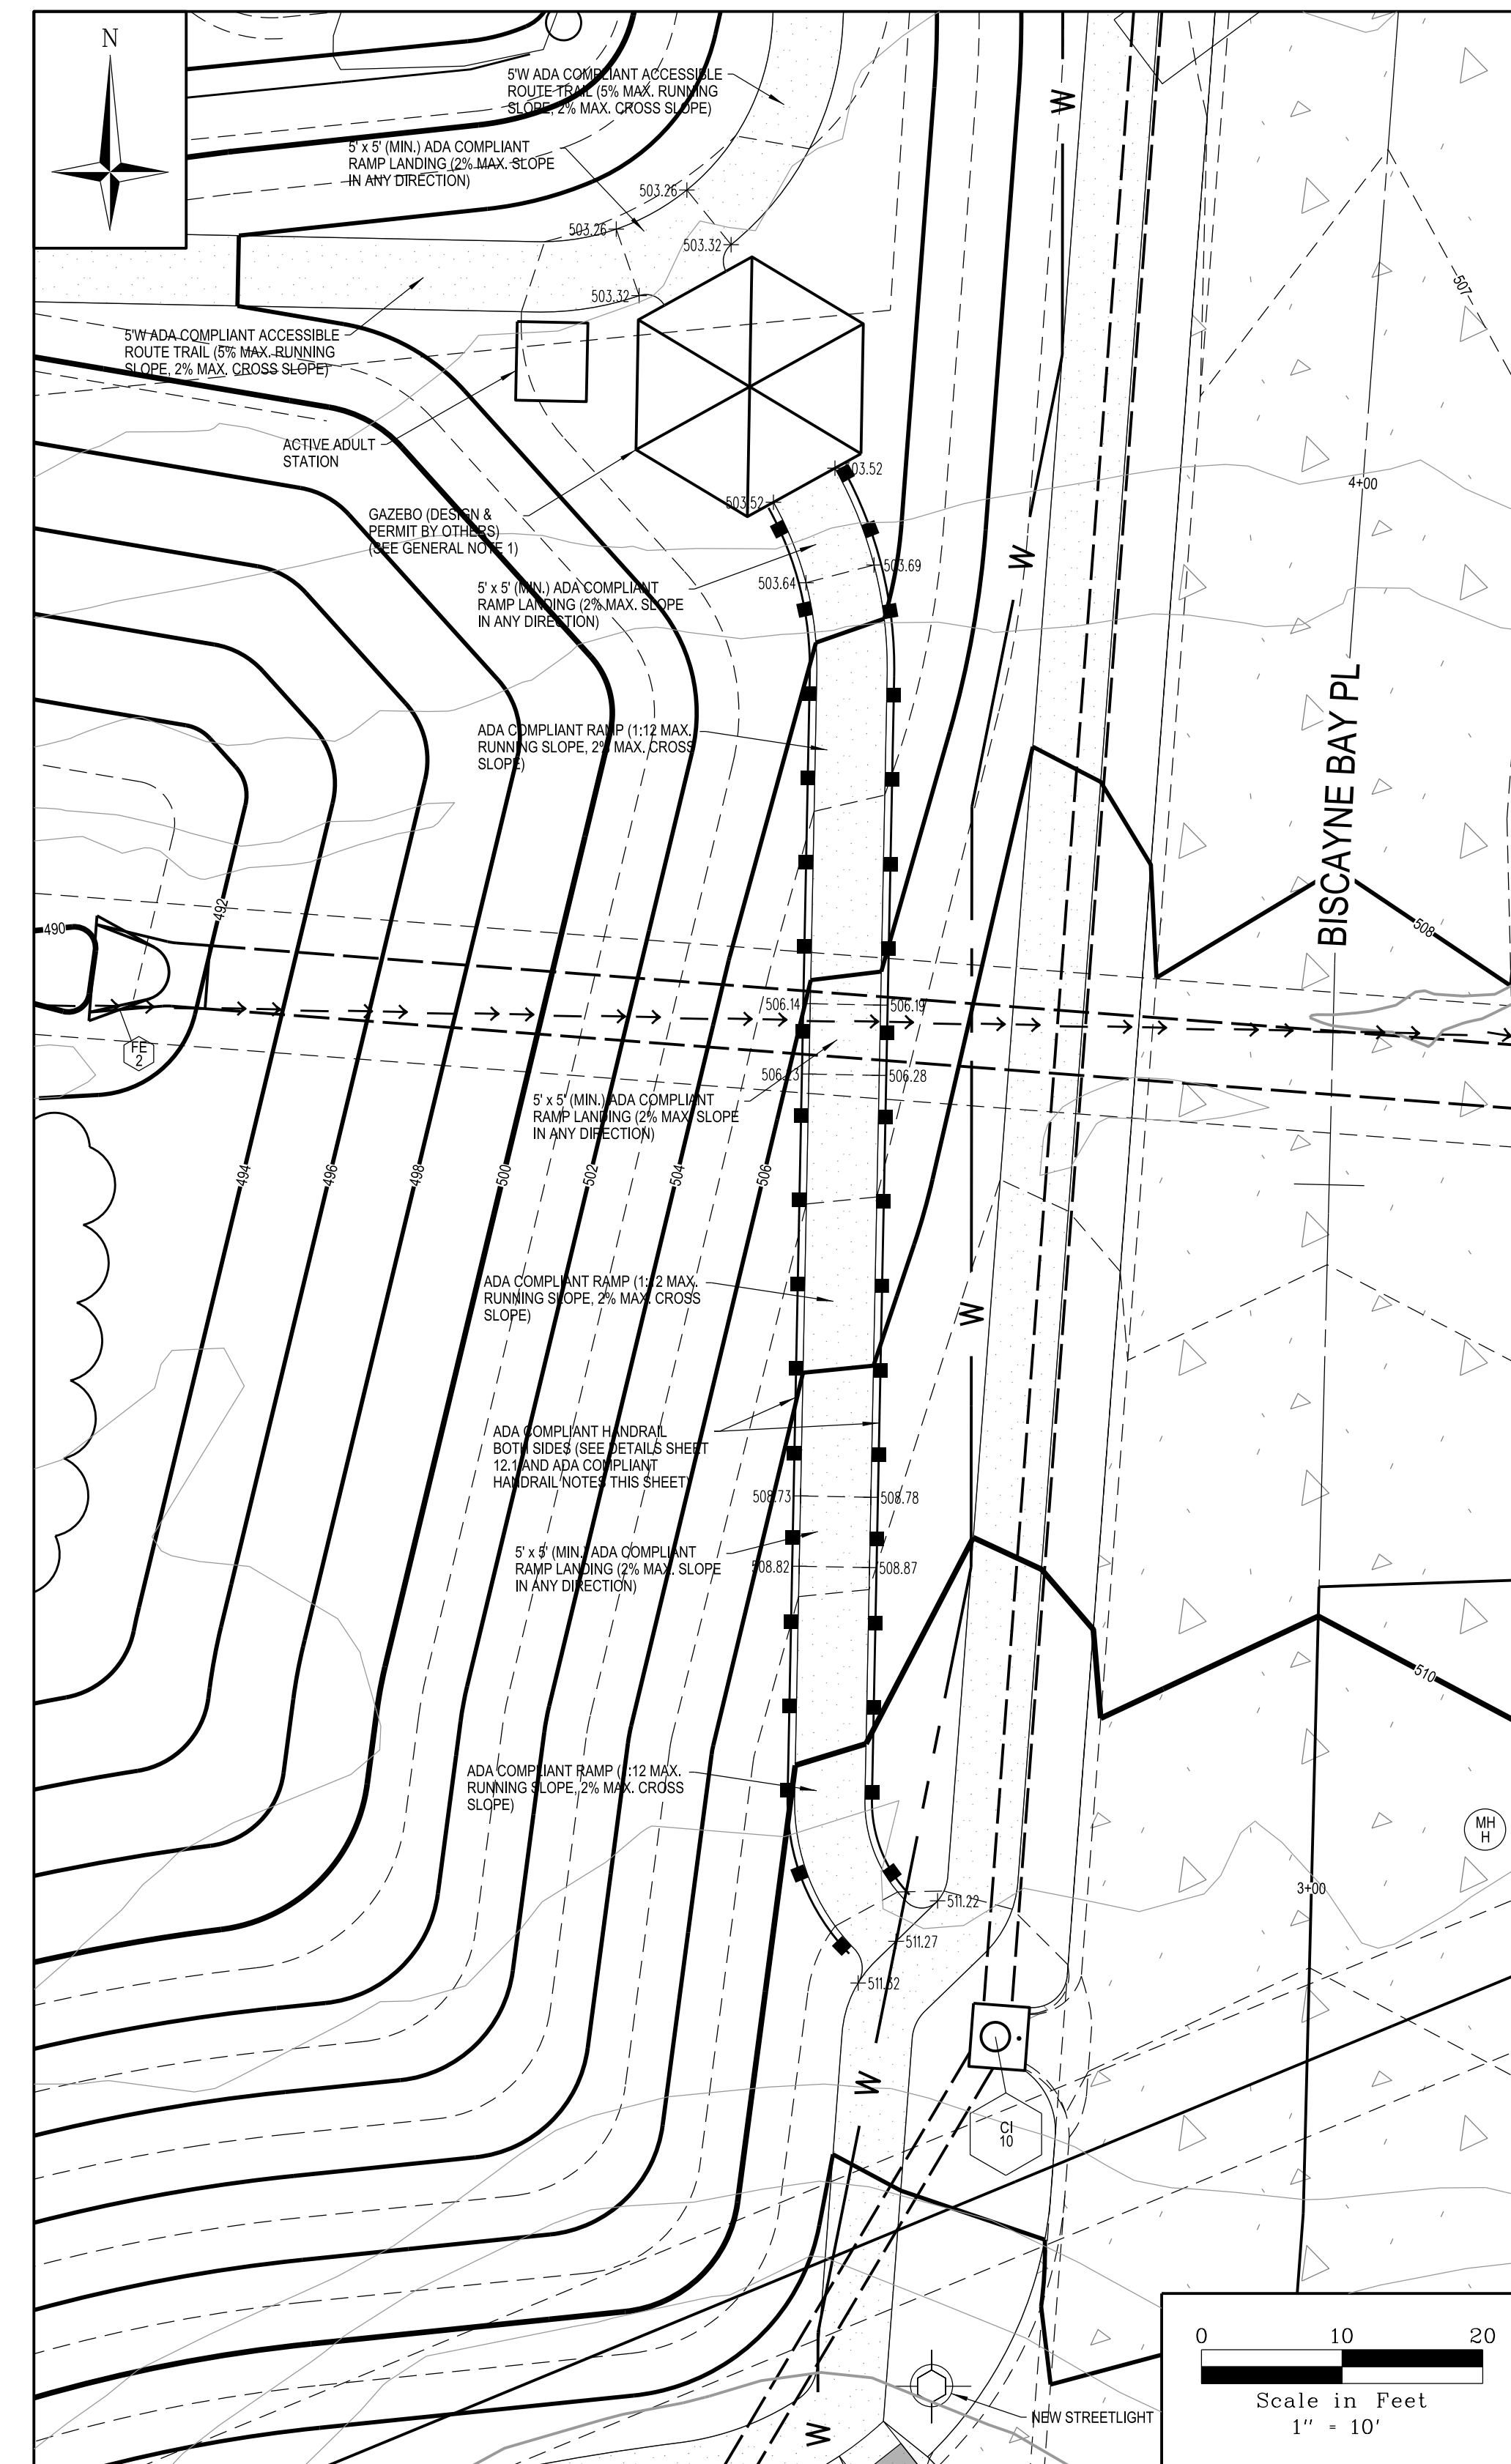 N
5'W ADA COMPLIANT ACCESSIBLE
ROUTE TRAIL (5% MAX. RUNNING
SLOPE, 2% MAX. CROSS SLOPE)
W
5' x 5' (MIN.) ADA COMPLIANT
RAMP LANDING (2% MAX. SLOPE
IN ANY DIRECTION)
503.26
503.26
503.32
503.32
507
5'W ADA COMPLIANT ACCESSIBLE
ROUTE TRAIL (5% MAX. RUNNING
SLOPE, 2% MAX. CROSS SLOPE)
ACTIVE ADULT
STATION
503.52
4+00
503.52
GAZEBO (DESIGN &
PERMIT BY OTHERS)
(SEE GENERAL NOTE 1)
W
503.69
503.64
5' x 5' (MIN.) ADA COMPLIANT
RAMP LANDING (2% MAX. SLOPE
IN ANY DIRECTION)
BISCAYNE BAY PL
ADA COMPLIANT RAMP (1:12 MAX.
RUNNING SLOPE, 2% MAX. CROSS
SLOPE)
492
490
508
506.14
506.19
FE
2
506.23
506.28
5' x 5' (MIN.) ADA COMPLIANT
RAMP LANDING (2% MAX. SLOPE
IN ANY DIRECTION)
494
496
498
500
502
504
506
ADA COMPLIANT RAMP (1:12 MAX.
RUNNING SLOPE, 2% MAX. CROSS
SLOPE)
W
ADA COMPLIANT HANDRAIL
BOTH SIDES (SEE DETAILS SHEET
12.1 AND ADA COMPLIANT
HANDRAIL NOTES THIS SHEET)
508.73
508.78
5' x 5' (MIN.) ADA COMPLIANT
RAMP LANDING (2% MAX. SLOPE
IN ANY DIRECTION)
508.82
508.87
510
ADA COMPLIANT RAMP (1:12 MAX.
RUNNING SLOPE, 2% MAX. CROSS
SLOPE)
MH
H
3+00
511.22
511.27
511.32
W
CI
10
NEW STREETLIGHT
W
0 10 20
Scale in Feet
1" = 10'